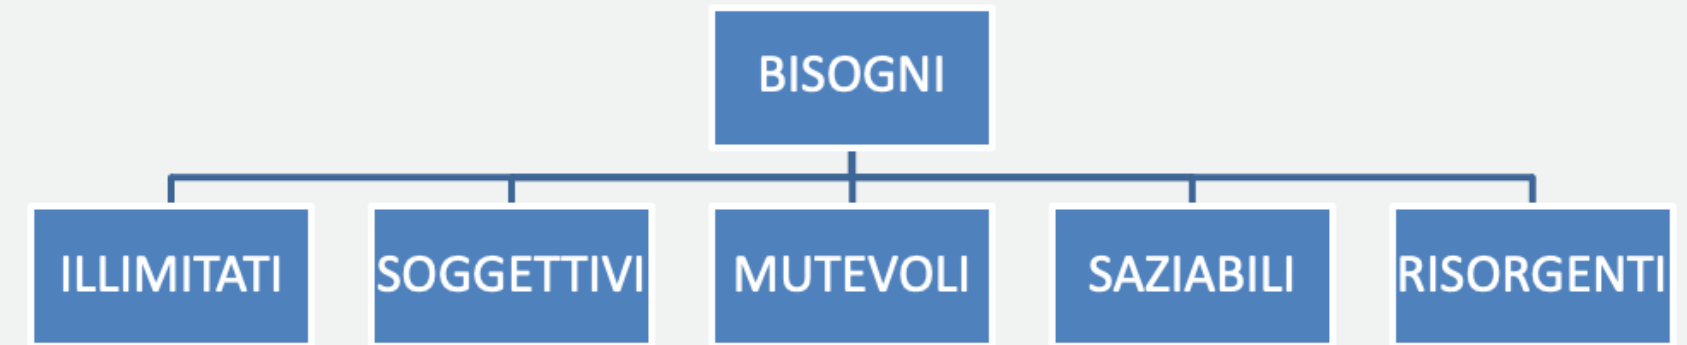 BISOGNI
ILLIMITATI
SOGGETTIVI
MUTEVOLI
SAZIABILI
RISORGENTI